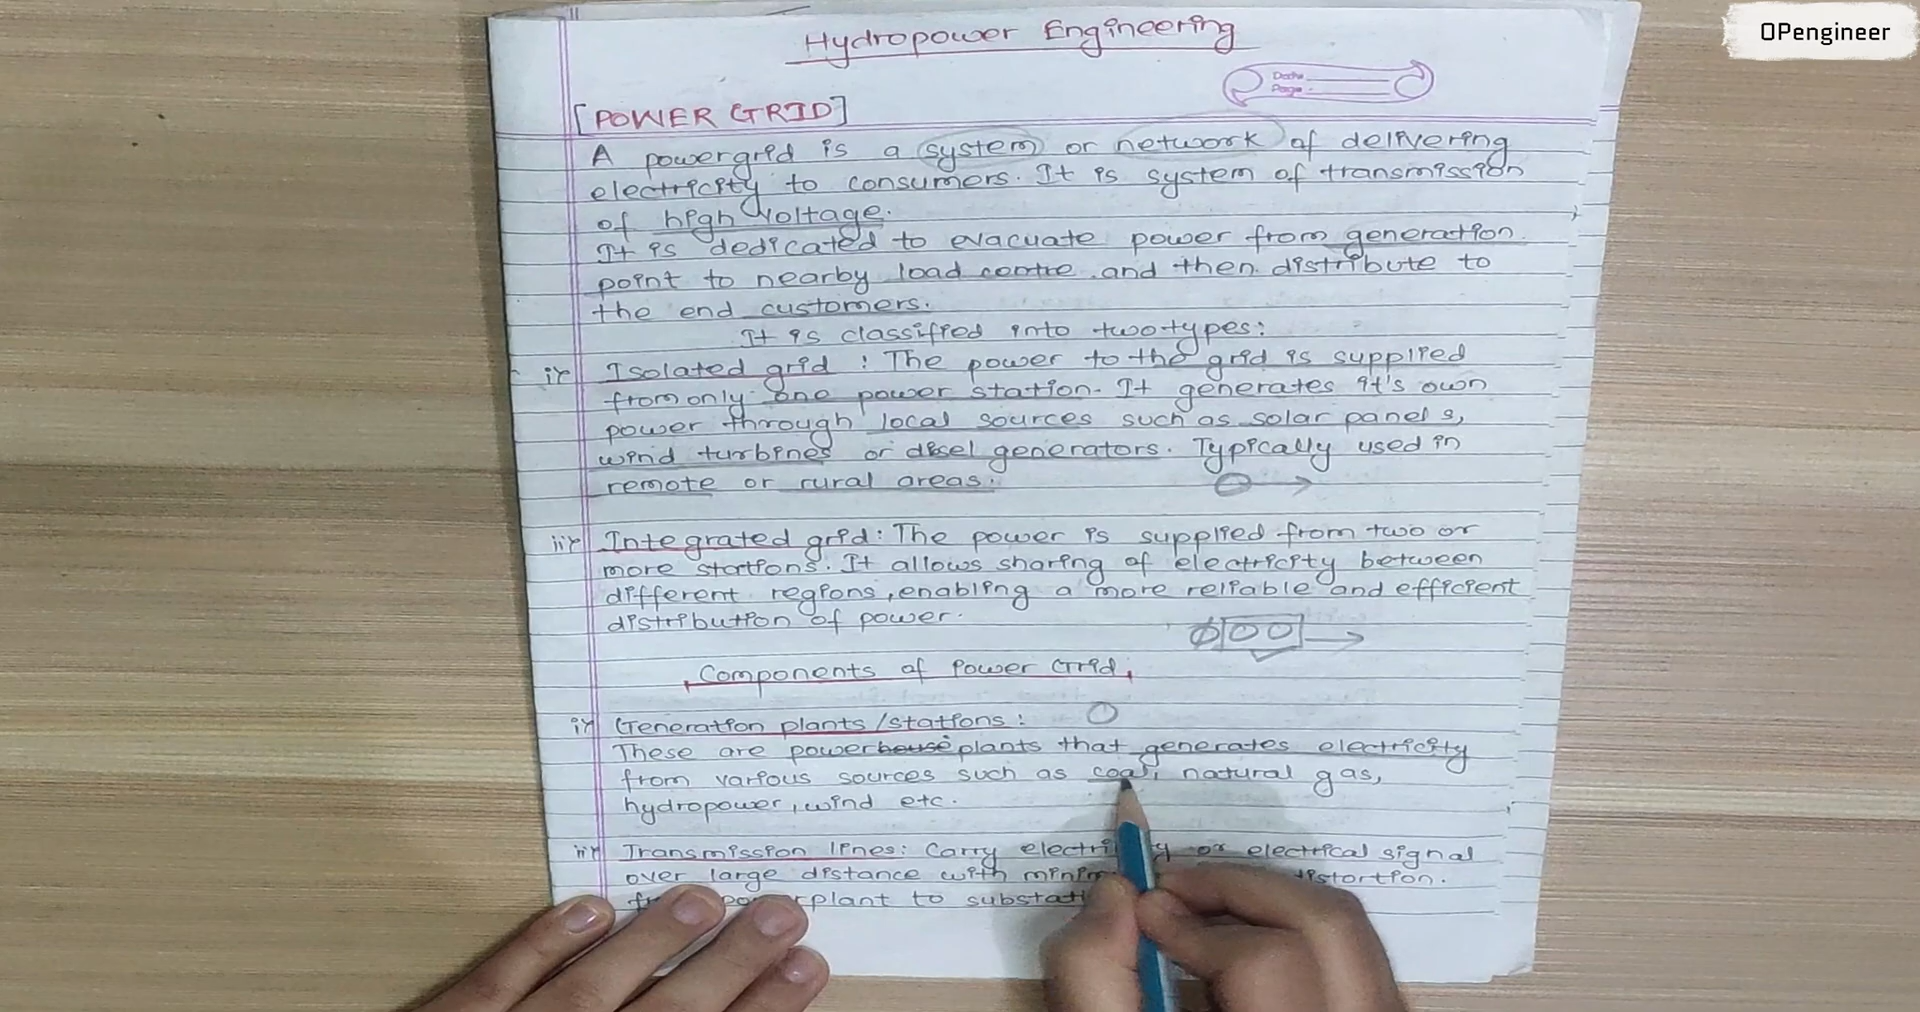 OPengineer
Hydropower Engineering
Date
Page
[POWER GRID]
A powergrid is a system or network of delivering
electricity to consumers. It is system of transmission
of high voltage.
It is dedicated to evacuate power from generation
point to nearby load centre and then distribute to
the end customers.
It is classified into two types:
i) Isolated grid : The power to the grid is supplied
from only one power station. It generates it's own
power through local sources such as solar panels,
wind turbines or disel generators. Typically used in
remote or rural areas.
ii) Integrated grid: The power is supplied from two or
more stations. It allows sharing of electricity between
different regions, enabling a more reliable and efficient
distribution of power.
Components of Power Grid
i) Generation plants/stations:
These are power house plants that generates electricity
from various sources such as coal, natural gas,
hydropower, wind etc.
ii) Transmission lines: Carry or electrical signal
over large distance with distortion.
plant to